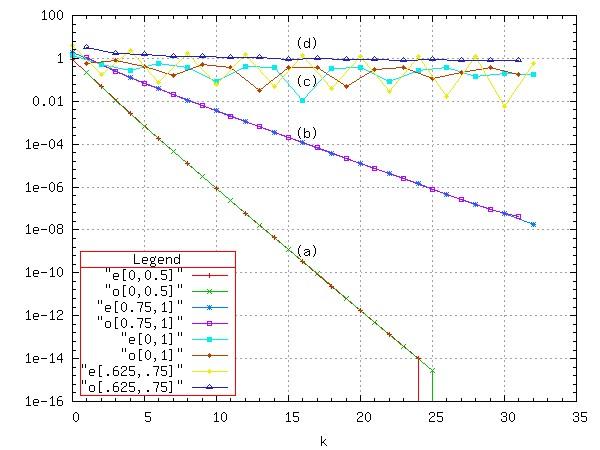 100
1
0.01
1e-04
1e-06
1e-08
1e-10
1e-12
1e-14
1e-16
(d)
(c)
(b)
(a)
Legend
"e[0,0.5]"
"o[0,0.5]"
"e[0.75,1]"
"o[0.75,1]"
"e[0,1]"
"o[0,1]"
"e[.625,.75]"
"o[.625,.75]"
0 5 10 15 20 25 30 35
k